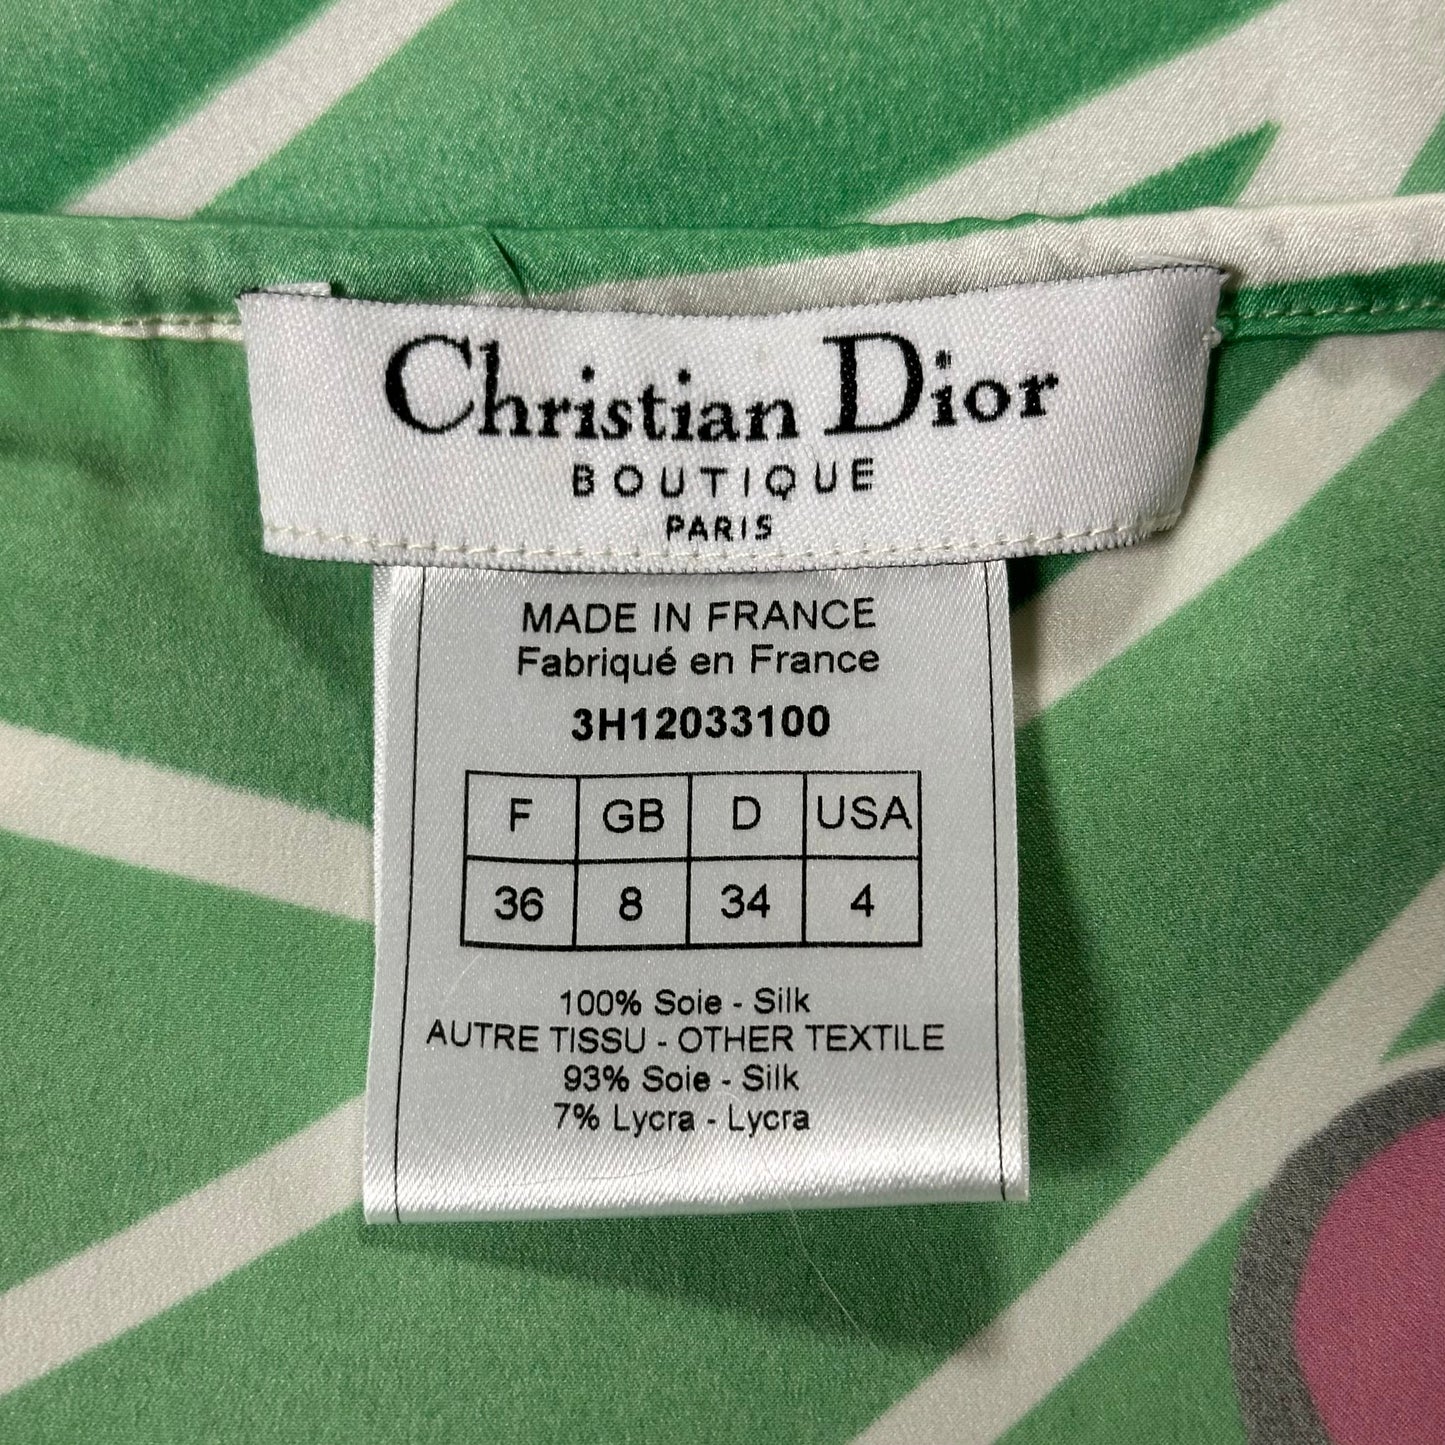 Christian Dior
BOUTIQUE
PARIS
MADE IN FRANCE
Fabriqué en France
3H12033100
F GB D USA
36 8 34 4
100% Soie - Silk
AUTRE TISSU - OTHER TEXTILE
93% Soie - Silk
7% Lycra - Lycra